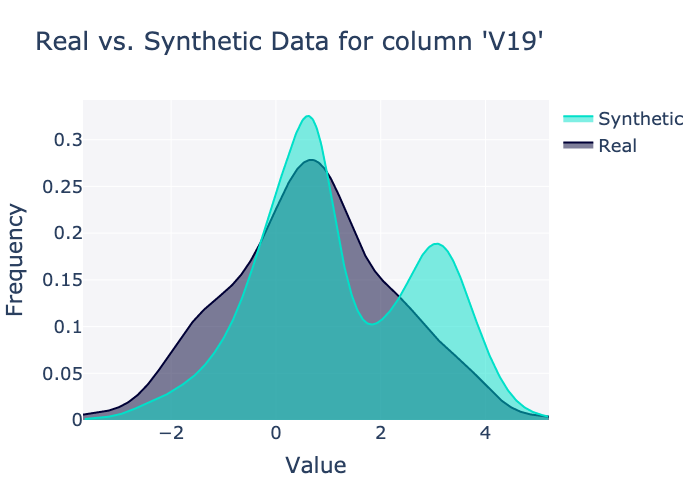 Real vs. Synthetic Data for column 'V19'
Synthetic
Real
0.3
0.25
0.2
0.15
0.1
0.05
0
−2
0
2
4
Frequency
Value